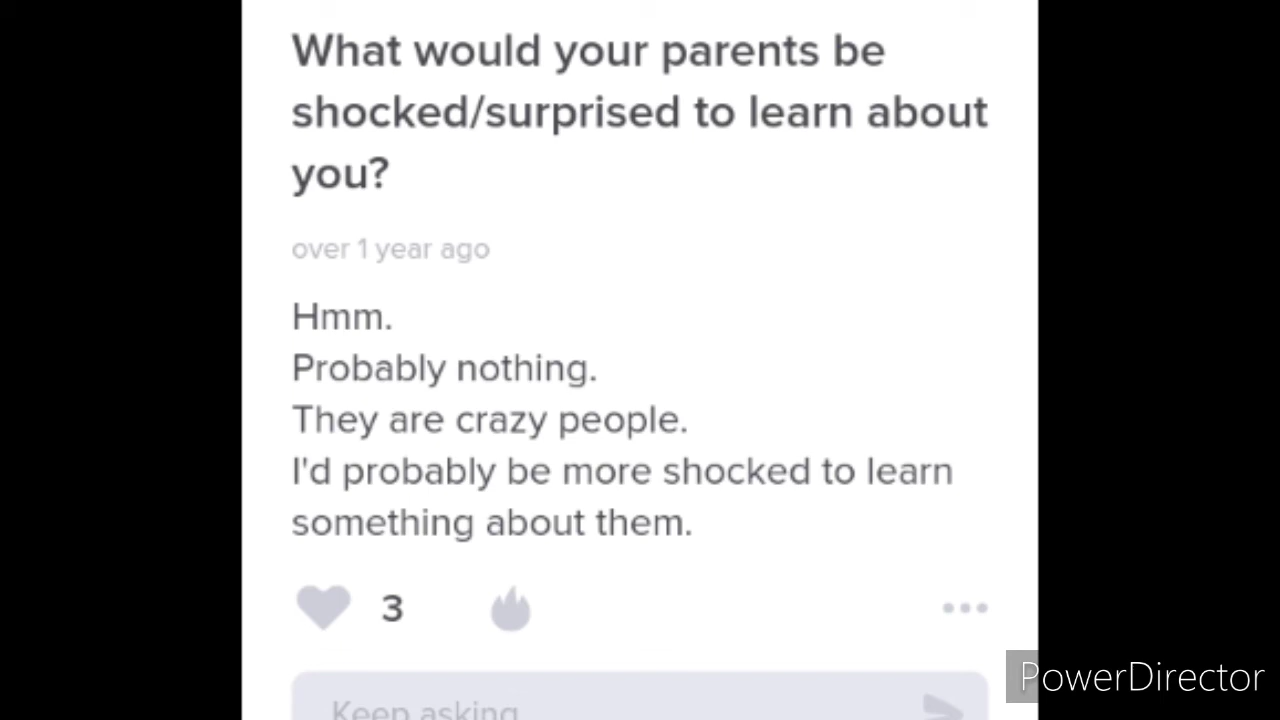 What would your parents be
shocked/surprised to learn about
you?
over 1 year ago
Hmm.
Probably nothing.
They are crazy people.
I'd probably be more shocked to learn
something about them.
3
PowerDirector
Keep asking